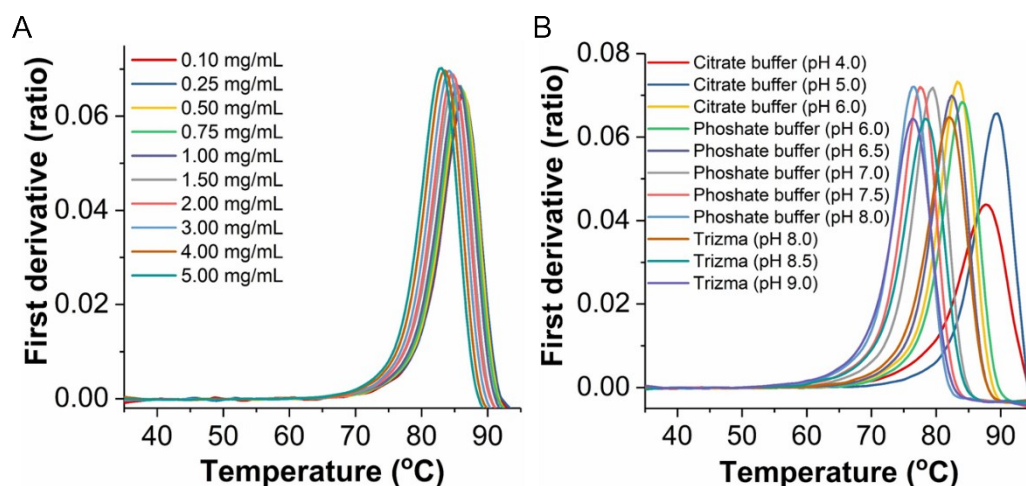 A
First derivative (ratio)
0.06
0.04
0.02
0.00
0.10 mg/mL
0.25 mg/mL
0.50 mg/mL
0.75 mg/mL
1.00 mg/mL
1.50 mg/mL
2.00 mg/mL
3.00 mg/mL
4.00 mg/mL
5.00 mg/mL
40 50 60 70 80 90
Temperature (°C)
B
First derivative (ratio)
0.08
0.06
0.04
0.02
0.00
Citrate buffer (pH 4.0)
Citrate buffer (pH 5.0)
Citrate buffer (pH 6.0)
Phoshate buffer (pH 6.0)
Phoshate buffer (pH 6.5)
Phoshate buffer (pH 7.0)
Phoshate buffer (pH 7.5)
Phoshate buffer (pH 8.0)
Trizma (pH 8.0)
Trizma (pH 8.5)
Trizma (pH 9.0)
40 50 60 70 80 90
Temperature (°C)